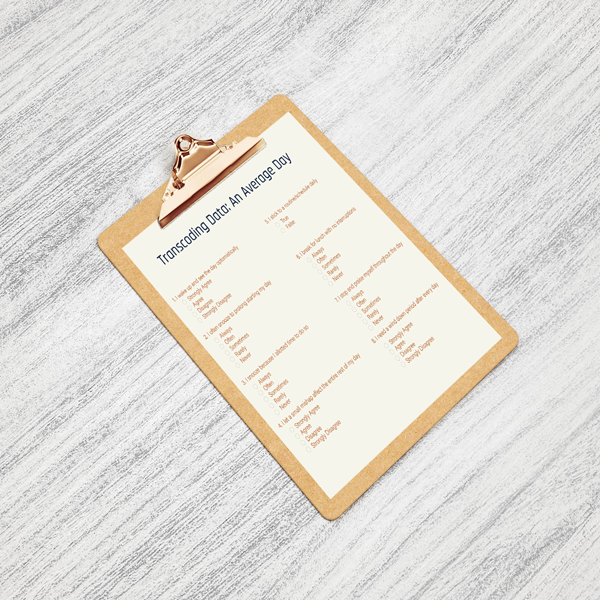 Transcoding Data: An Average Day
1. I wake up and see the day optimistically
Strongly Agree
Agree
Disagree
Strongly Disagree
2. I often snooze to prolong starting my day
Always
Often
Sometimes
Rarely
Never
3. I snooze because I allotted time to do so
Always
Often
Sometimes
Rarely
Never
4. I let a small mishap affect the entire rest of my day
Strongly Agree
Agree
Disagree
Strongly Disagree
5. I stick to a routine/schedule daily
True
False
6. I break for lunch with no interruptions
Always
Often
Sometimes
Rarely
Never
7. I stop and praise myself throughout the day
Always
Often
Sometimes
Rarely
Never
8. I need a wind-down period after every day
Strongly Agree
Agree
Disagree
Strongly Disagree